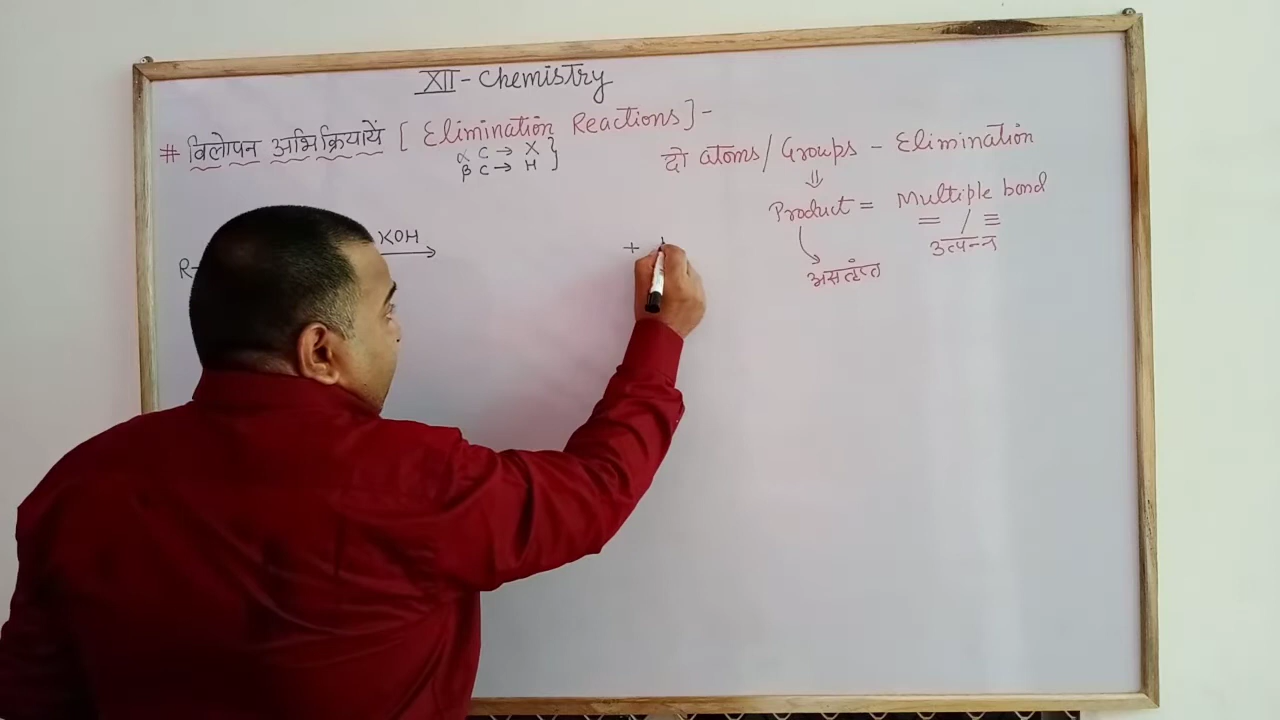 XII - Chemistry
# विलोपन अभिक्रियायें [ Elimination Reactions ] -
α C → X }
β C → H
दो atoms / Groups - Elimination
⇓
Product = Multiple bond
= / ≡
उत्पन्न
असंतृप्त
R- KOH → +